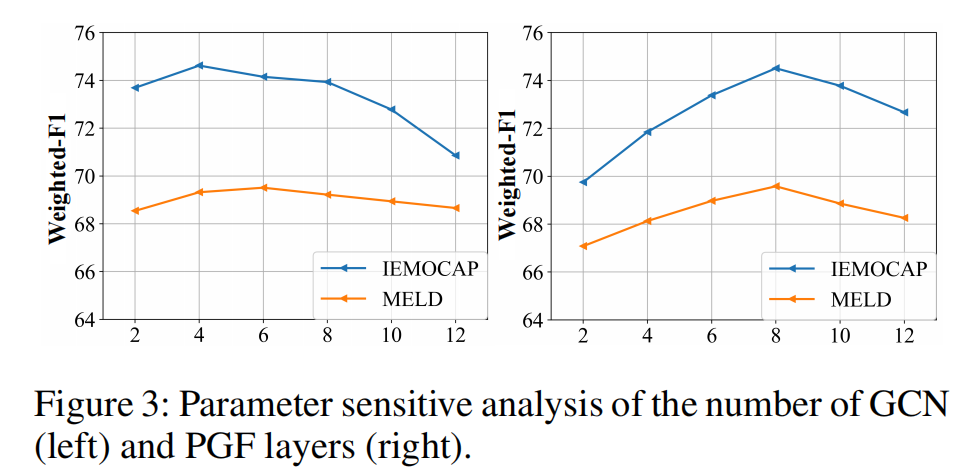 76
74
72
70
68
66
64
Weighted-F1
2 4 6 8 10 12
IEMOCAP
MELD
76
74
72
70
68
66
64
Weighted-F1
2 4 6 8 10 12
IEMOCAP
MELD
Figure 3: Parameter sensitive analysis of the number of GCN
(left) and PGF layers (right).